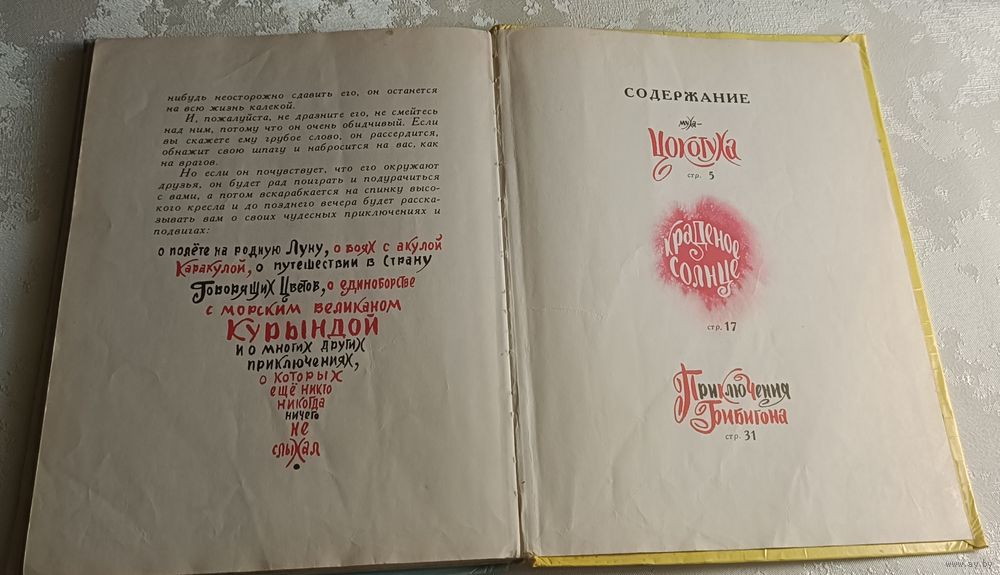 нибудь неосторожно сдавить его, он останется
на всю жизнь калекой.
И, пожалуйста, не дразните его, не смейтесь
над ним, потому что он очень обидчивый. Если
вы скажете ему грубое слово, он рассердится,
обнажит свою шпагу и набросится на вас, как
на врагов.
Но если он почувствует, что его окружают
друзья, он будет рад поиграть и подурачиться
с вами, а потом вскарабкается на спинку высо-
кого кресла и до позднего вечера будет расска-
зывать вам о своих чудесных приключениях и
подвигах:
о полёте на родную Луну, о боях с акулой
Каракулой, о путешествии в Страну
Говорящих Цветов, о единоборстве
с морским великаном
Курындой
и о многих других
приключениях,
о которых
ещё никто
никогда
ничего
не
слыхал.
СОДЕРЖАНИЕ
муха-
Цокотуха
стр. 5
Краденое
солнце
стр. 17
Приключения
Бибигона
стр. 31
www.ay.by